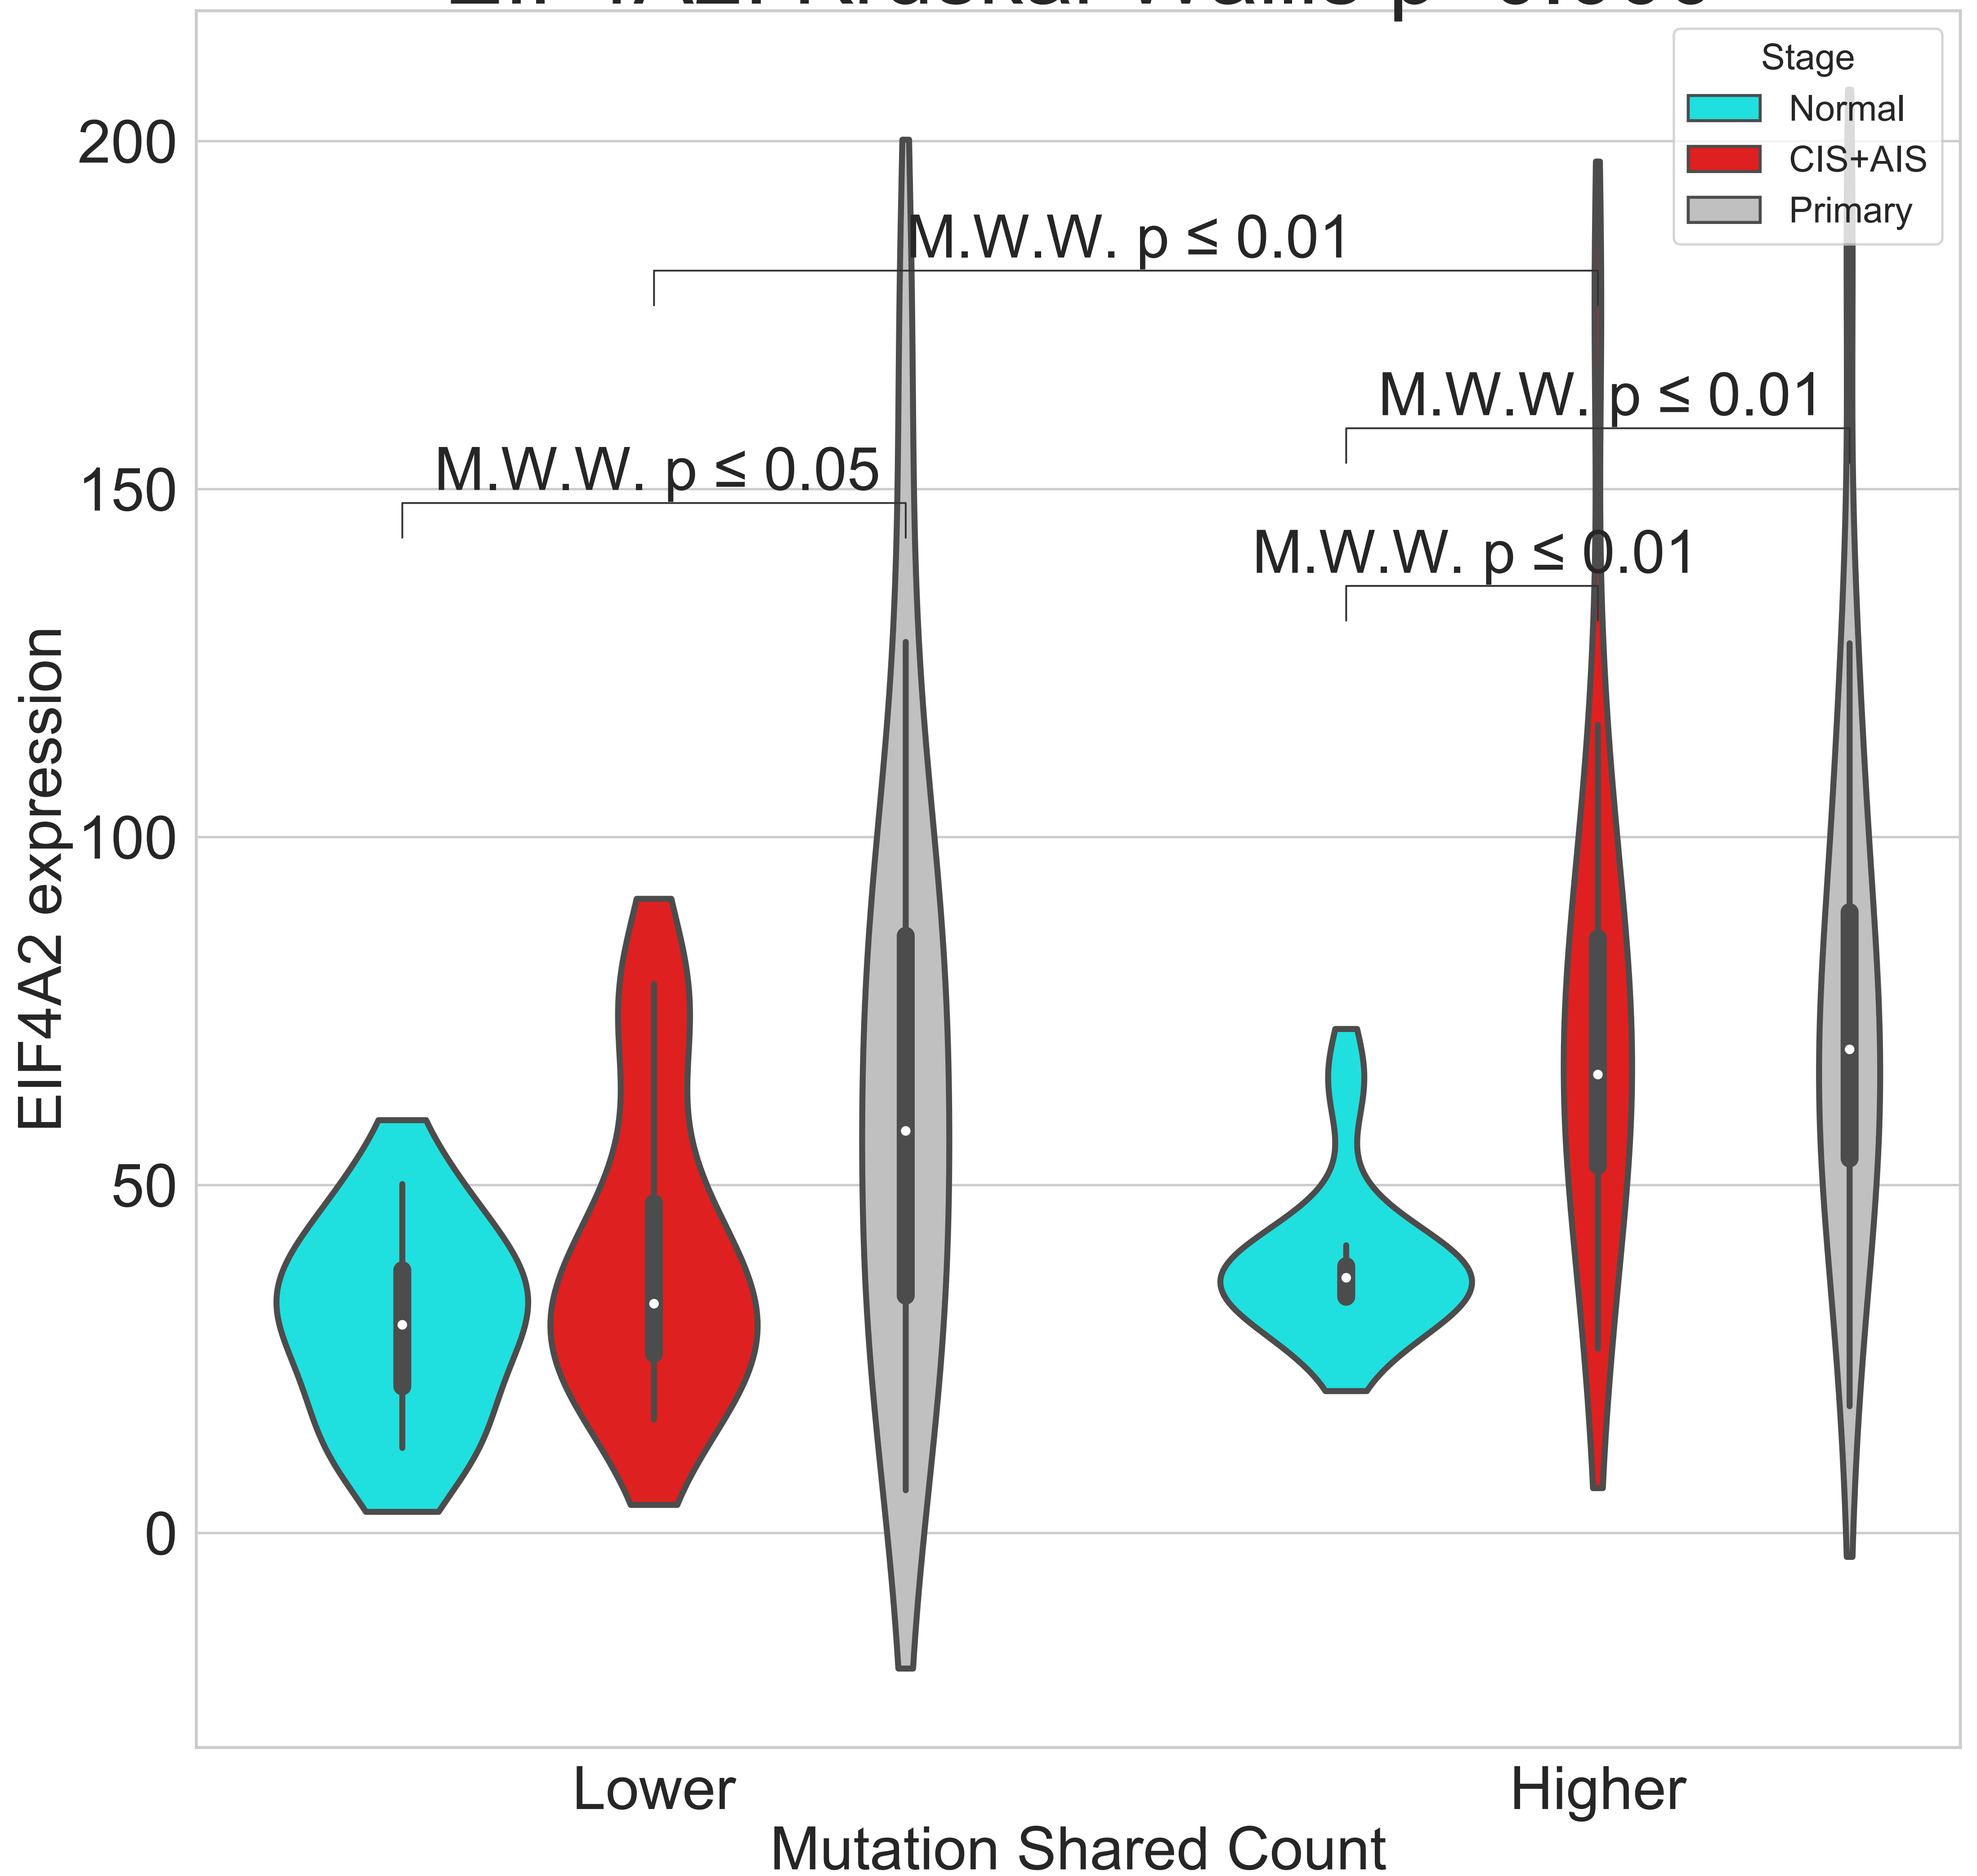 Stage
Normal
CIS+AIS
Primary
200
150
100
50
0
M.W.W. p ≤ 0.01
M.W.W. p ≤ 0.01
M.W.W. p ≤ 0.05
M.W.W. p ≤ 0.01
EIF4A2 expression
Lower
Higher
Mutation Shared Count